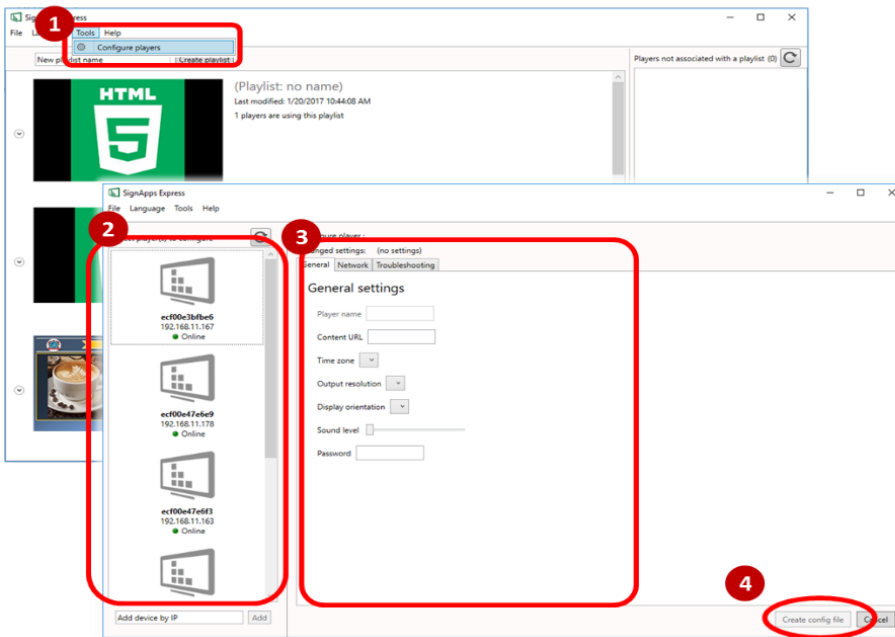 1
File Tools Help
Configure players
New playlist name Create playlist
Players not associated with a playlist (0)
HTML
5
(Playlist: no name)
Last modified: 1/20/2017 10:44:08 AM
1 players are using this playlist
SignApps Express
File Language Tools Help
2
3
settings: (no settings)
General Network Troubleshooting
General settings
Player name
Content URL
Time zone
Output resolution
Display orientation
Sound level
Password
ecf00e3bfbe6
192.168.11.167
Online
ecf00e47e6e9
192.168.11.178
Online
ecf00e47e6f3
192.168.11.163
Online
Add device by IP Add
4
Create config file Cancel